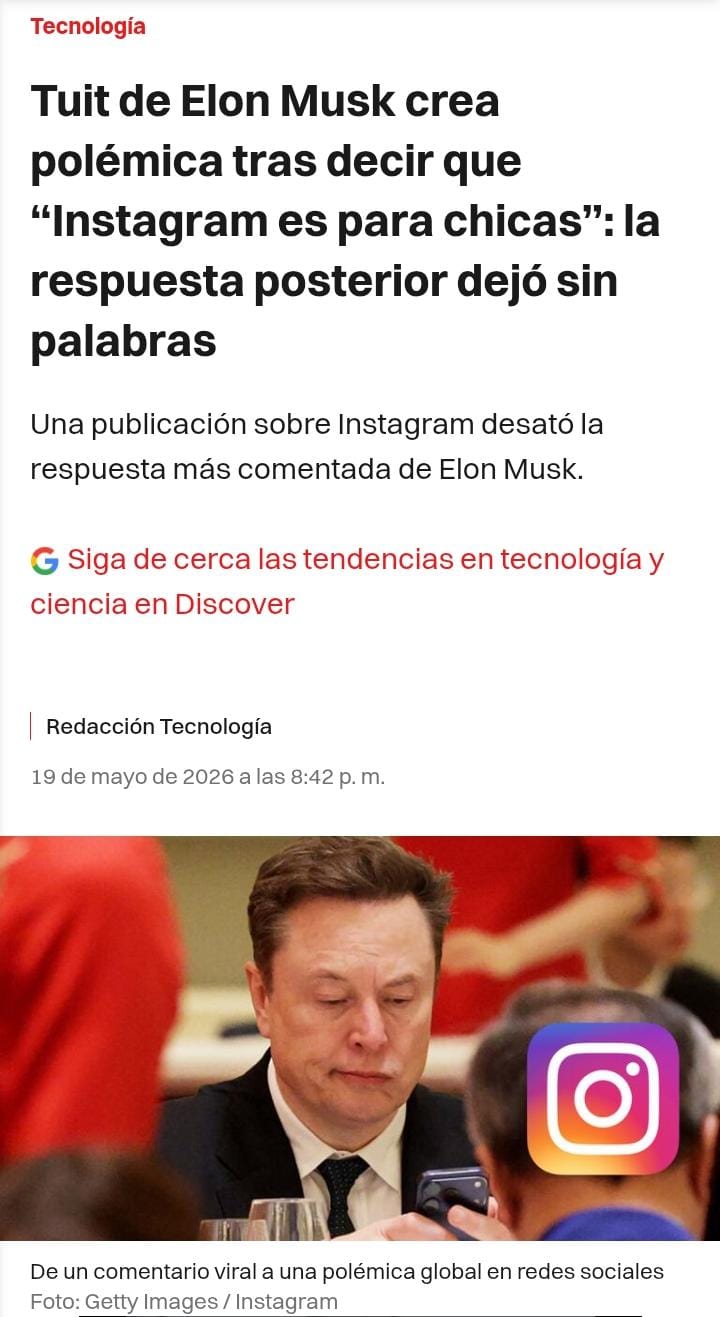 Tecnología
Tuit de Elon Musk crea
polémica tras decir que
“Instagram es para chicas”: la
respuesta posterior dejó sin
palabras
Una publicación sobre Instagram desató la
respuesta más comentada de Elon Musk.
Siga de cerca las tendencias en tecnología y
ciencia en Discover
Redacción Tecnología
19 de mayo de 2026 a las 8:42 p. m.
De un comentario viral a una polémica global en redes sociales
Foto: Getty Images / Instagram